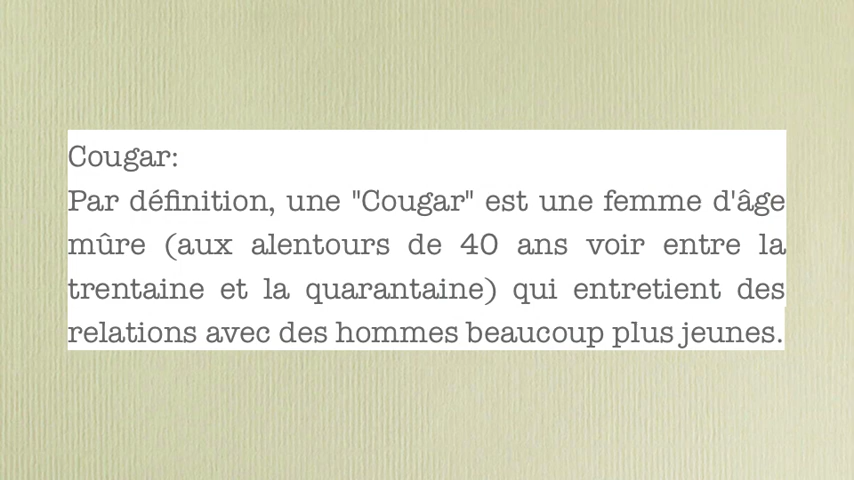 Cougar:
Par définition, une "Cougar" est une femme d'âge
mûre (aux alentours de 40 ans voir entre la
trentaine et la quarantaine) qui entretient des
relations avec des hommes beaucoup plus jeunes.